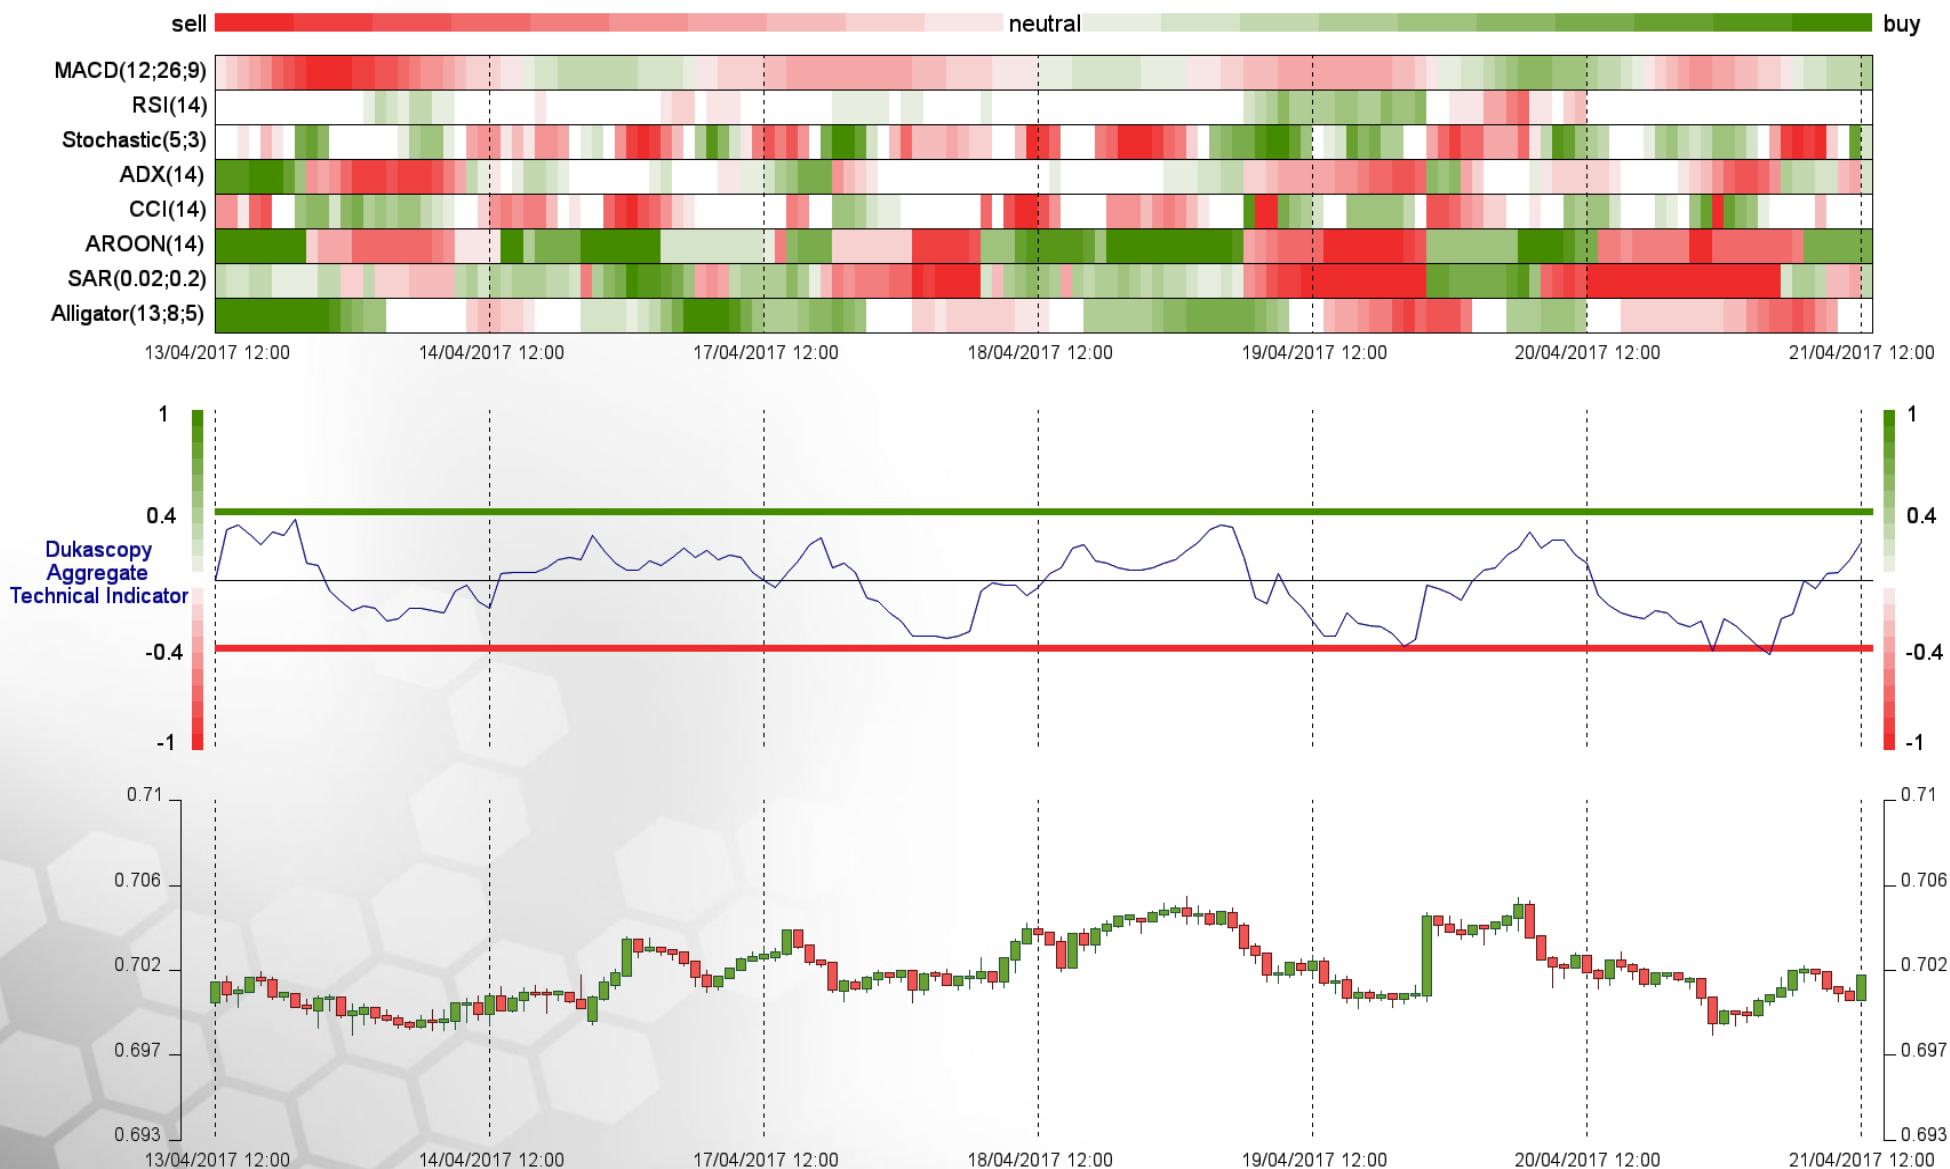 sell neutral buy
MACD(12;26;9)
RSI(14)
Stochastic(5;3)
ADX(14)
CCI(14)
AROON(14)
SAR(0.02;0.2)
Alligator(13;8;5)
13/04/2017 12:00 14/04/2017 12:00 17/04/2017 12:00 18/04/2017 12:00 19/04/2017 12:00 20/04/2017 12:00 21/04/2017 12:00
1 1
0.4 0.4
Dukascopy
Aggregate
Technical Indicator
-0.4 -0.4
-1 -1
0.71 0.71
0.706 0.706
0.702 0.702
0.697 0.697
0.693 0.693
13/04/2017 12:00 14/04/2017 12:00 17/04/2017 12:00 18/04/2017 12:00 19/04/2017 12:00 20/04/2017 12:00 21/04/2017 12:00